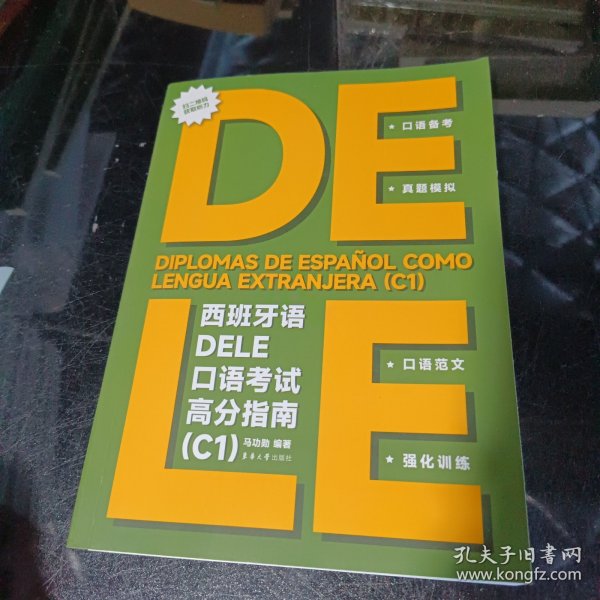 扫二维码
获取听力
DE
★ 口语备考
★ 真题模拟
DIPLOMAS DE ESPAÑOL COMO
LENGUA EXTRANJERA (C1)
西班牙语
DELE
口语考试
高分指南
(C1) 马功勋 编著
东华大学出版社
LE
★ 口语范文
★ 强化训练
孔夫子旧书网
www.kongfz.com